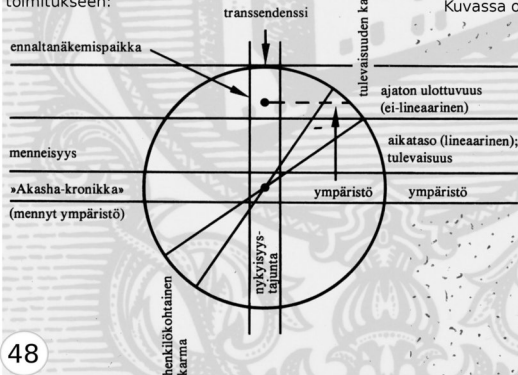 toimitukseen:
Kuvassa o
transsendenssi
tulevaisuuden ka
ennaltanäkemispaikka
ajaton ulottuvuus
(ei-lineaarinen)
aikataso (lineaarinen);
tulevaisuus
menneisyys
»Akasha-kronikka»
ympäristö
ympäristö
(mennyt ympäristö)
nykyisyys-
tajunta
henkilökohtainen
karma
48